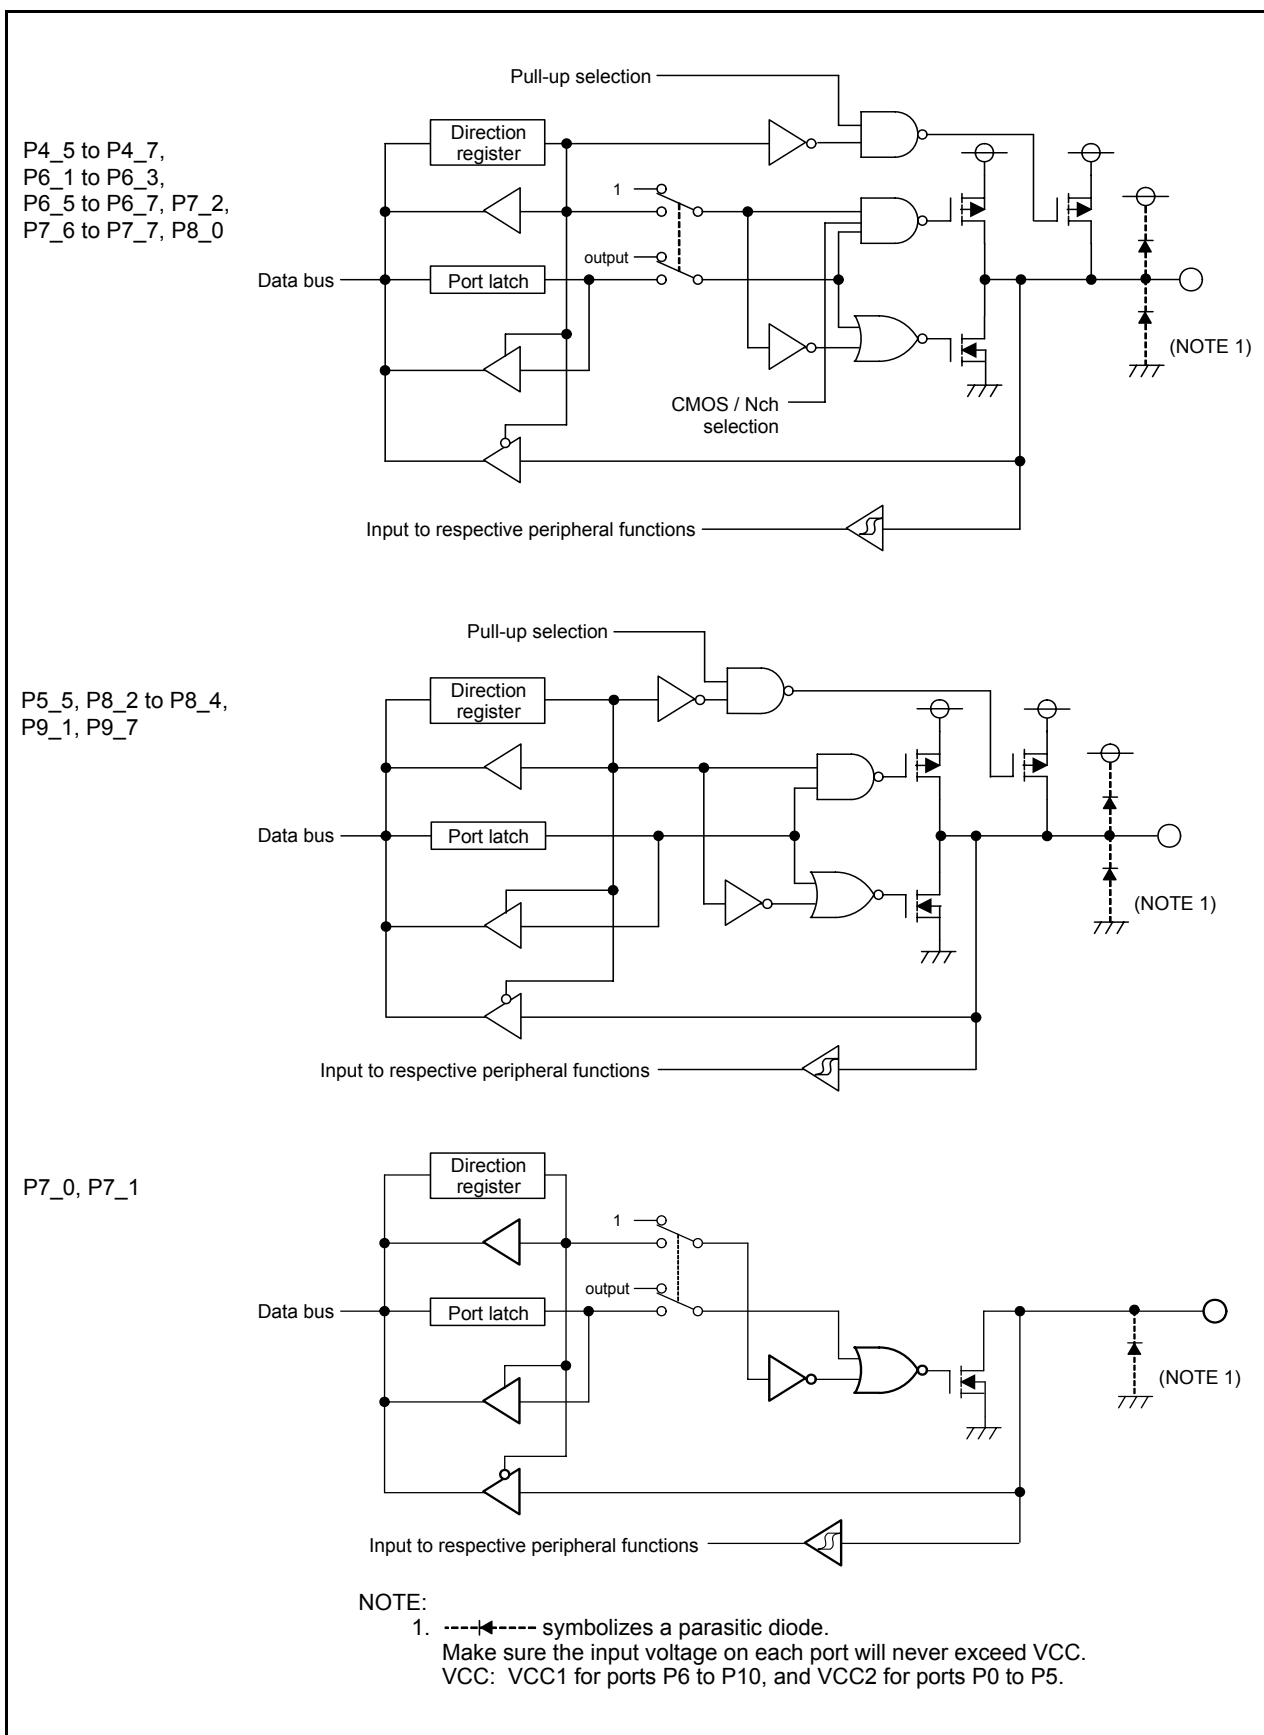 Pull-up selection
P4_5 to P4_7,
P6_1 to P6_3,
P6_5 to P6_7, P7_2,
P7_6 to P7_7, P8_0
Direction
register
1
output
Data bus
Port latch
(NOTE 1)
CMOS / Nch
selection
Input to respective peripheral functions
Pull-up selection
P5_5, P8_2 to P8_4,
P9_1, P9_7
Direction
register
Data bus
Port latch
(NOTE 1)
Input to respective peripheral functions
P7_0, P7_1
Direction
register
1
output
Data bus
Port latch
(NOTE 1)
Input to respective peripheral functions
NOTE:
1. symbolizes a parasitic diode.
Make sure the input voltage on each port will never exceed VCC.
VCC: VCC1 for ports P6 to P10, and VCC2 for ports P0 to P5.